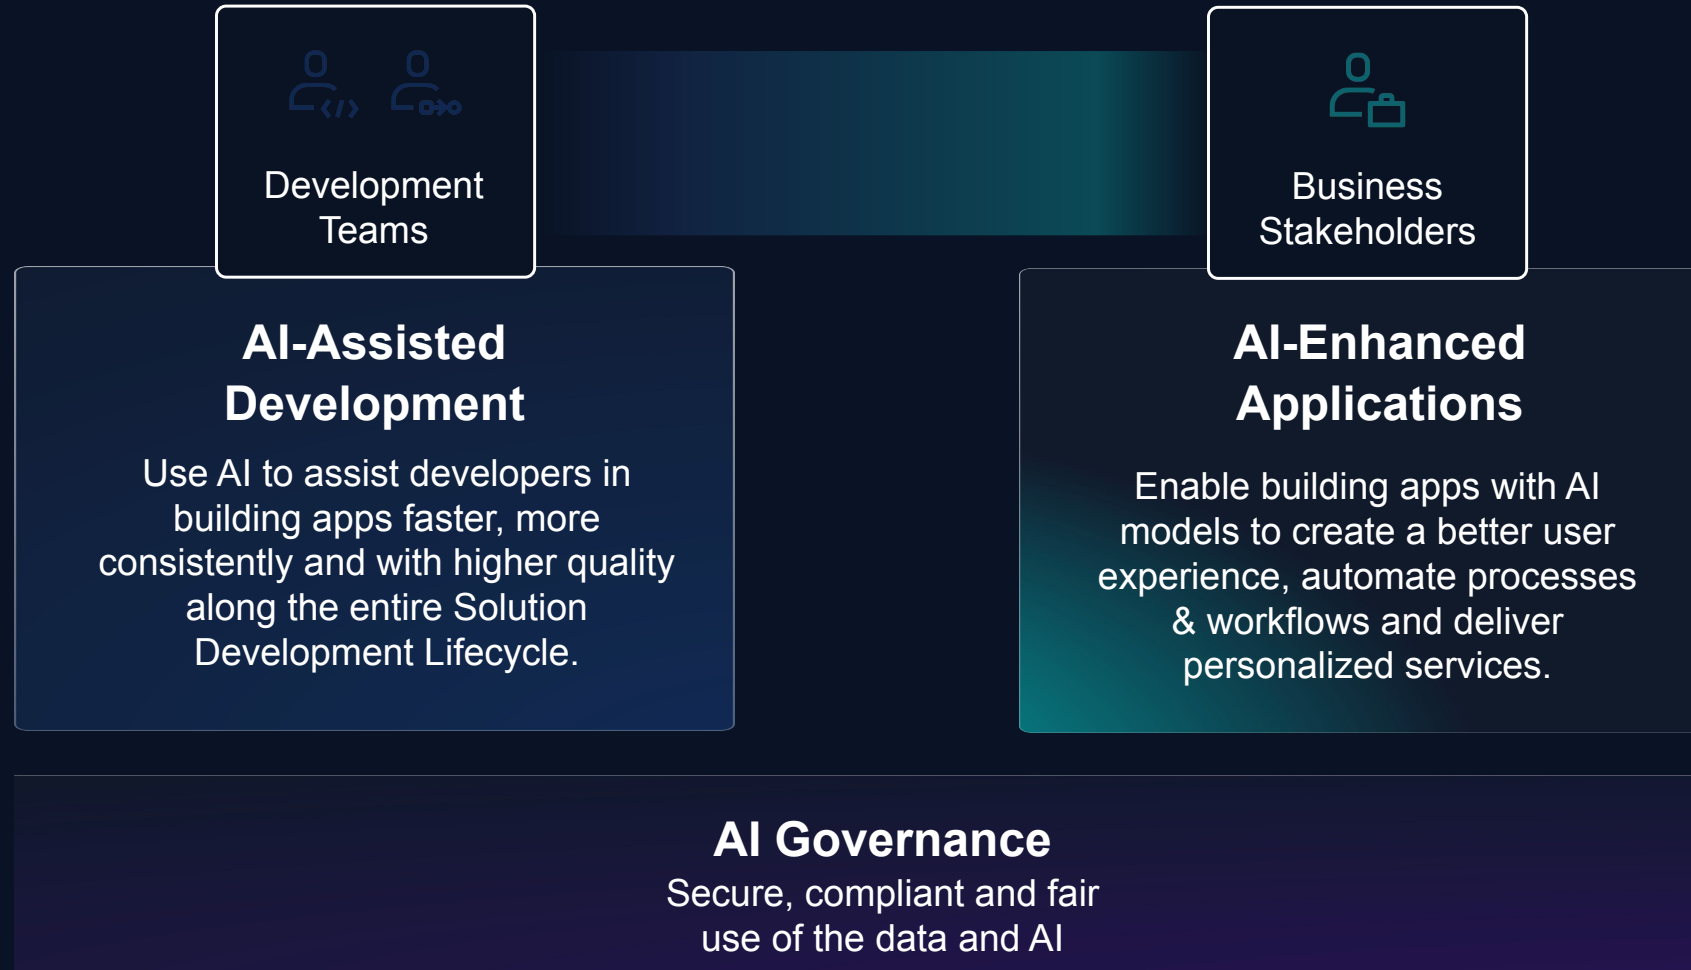 Development
Teams
Business
Stakeholders
AI-Assisted
Development
Use AI to assist developers in
building apps faster, more
consistently and with higher quality
along the entire Solution
Development Lifecycle.
AI-Enhanced
Applications
Enable building apps with AI
models to create a better user
experience, automate processes
& workflows and deliver
personalized services.
AI Governance
Secure, compliant and fair
use of the data and AI